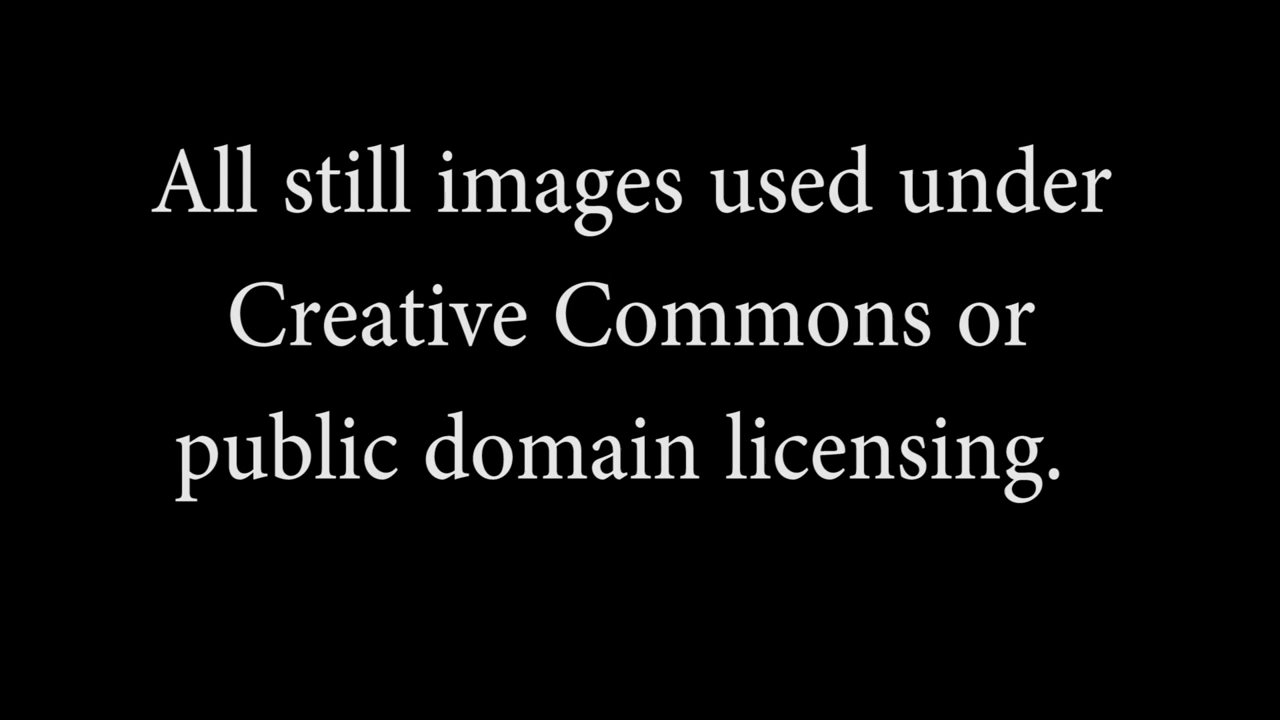 All still images used under
Creative Commons or
public domain licensing.